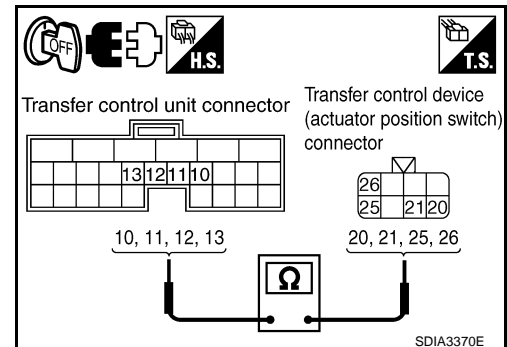 OFF
H.S.
T.S.
Transfer control unit connector
Transfer control device
(actuator position switch)
connector
13 12 11 10
26
25 21 20
10, 11, 12, 13
20, 21, 25, 26
Ω
SDIA3370E